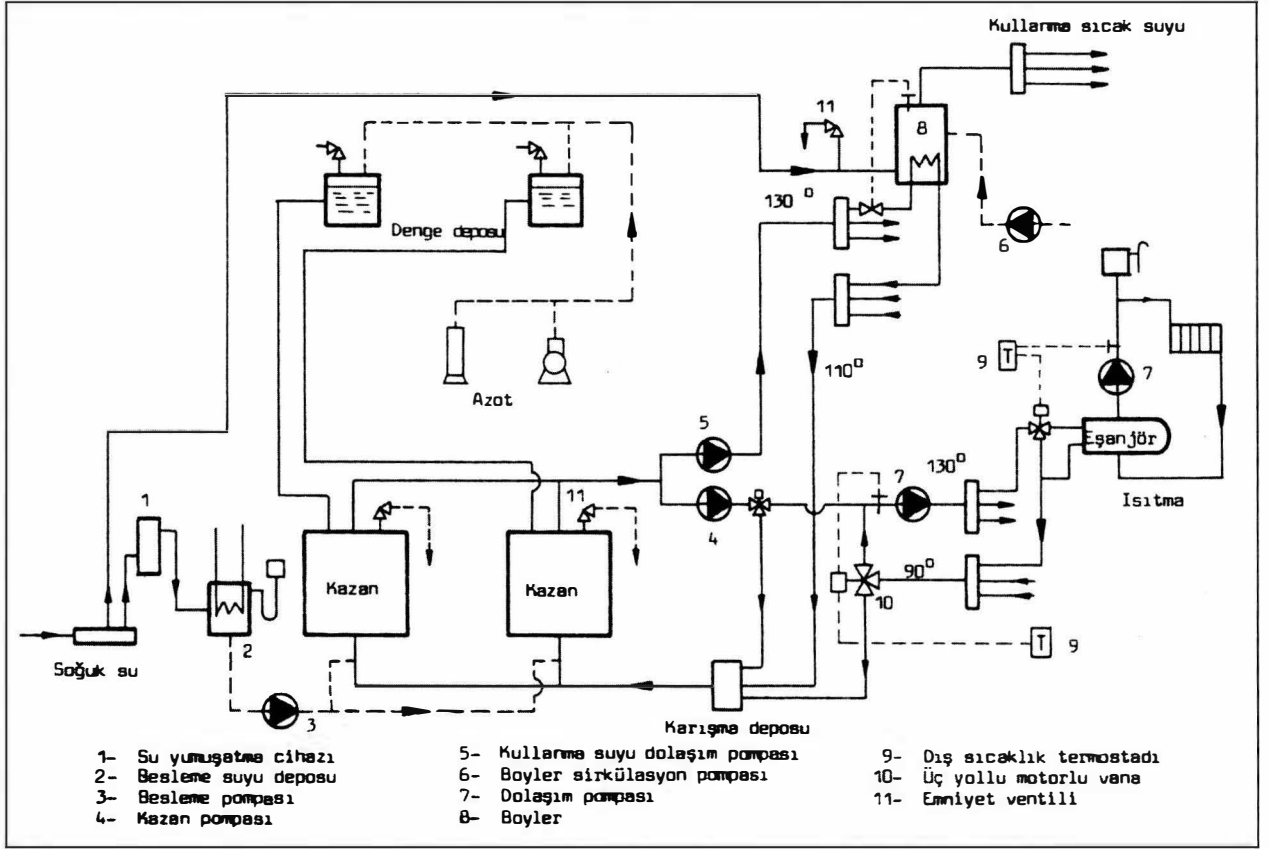 Kullanma sıcak suyu
11
8
130°
Denge deposu
6
9
T
110°
7
Azot
5
Eşanjör
7
130°
1
11
Isıtma
4
Kazan
Kazan
90°
10
2
T
9
Soğuk su
3
Karışma deposu
1- Su yumuşatma cihazı
2- Besleme suyu deposu
3- Besleme pompası
4- Kazan pompası
5- Kullanma suyu dolaşım pompası
6- Boyler sirkülasyon pompası
7- Dolaşım pompası
8- Boyler
9- Dış sıcaklık termostadı
10- Üç yollu motorlu vana
11- Emniyet ventili